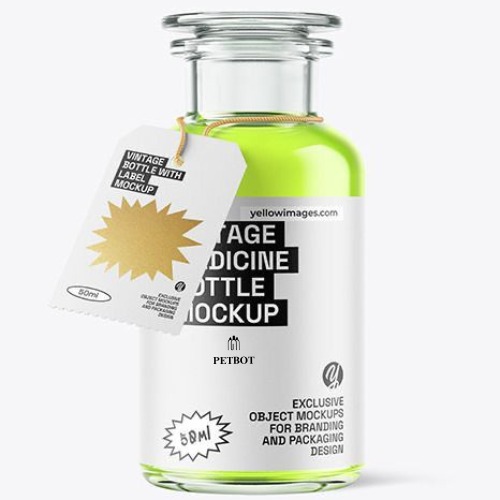 yellowimages.com
VINTAGE
BOTTLE WITH
LABEL
MOCKUP
50ml
EXCLUSIVE
OBJECT MOCKUPS
FOR BRANDING
AND PACKAGING
DESIGN
TAGE
DICINE
OTTLE
MOCKUP
PETBOT
50ml
EXCLUSIVE
OBJECT MOCKUPS
FOR BRANDING
AND PACKAGING
DESIGN